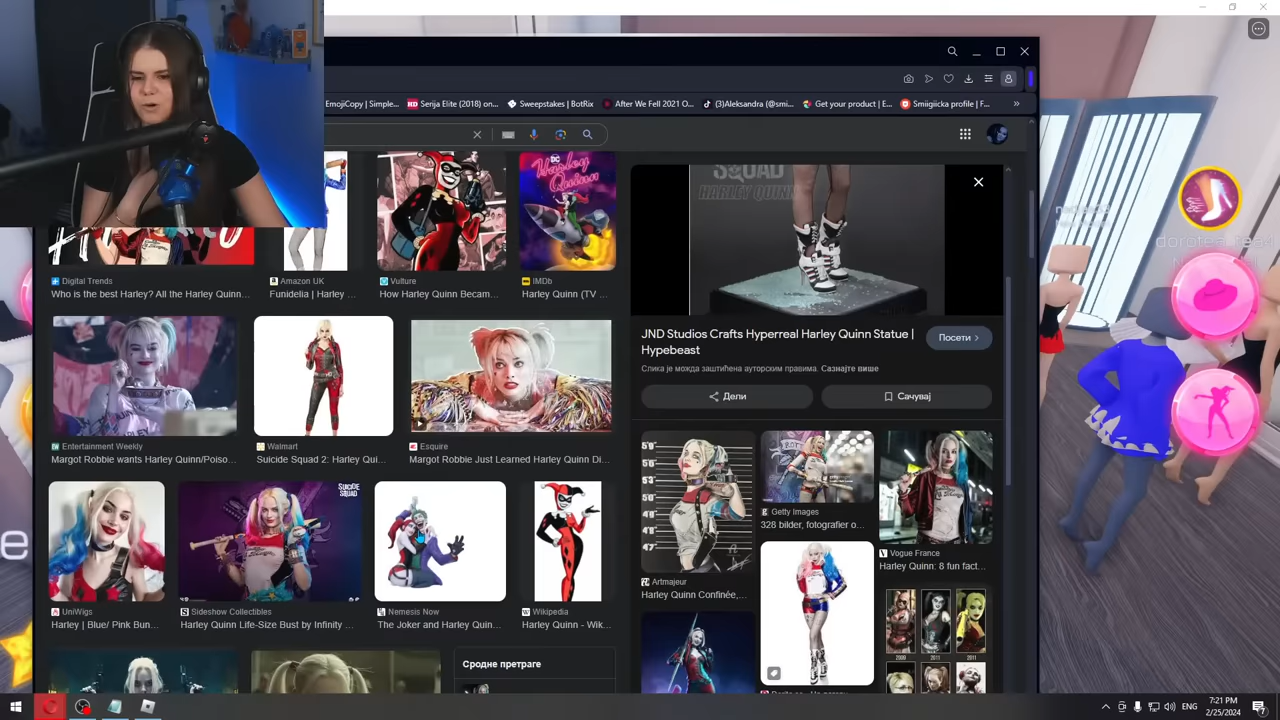 EmojiCopy | Simple...
Serija Elite (2018) on...
Sweepstakes | BotRix
After We Fell 2021 O...
(3)Aleksandra (@smi...
Get your product | E...
Smiigiicka profile | F...
»
SQUAD
HARLEY QUINN
DC
Harley Quinn
Digital Trends
Who is the best Harley? All the Harley Quinn...
Amazon UK
Funidelia | Harley ...
Vulture
How Harley Quinn Becam...
IMDb
Harley Quinn (TV ...
JND Studios Crafts Hyperreal Harley Quinn Statue |
Hypebeast
Посети
Слика је можда заштићена ауторским правима. Сазнајте више
Дели
Сачувај
Entertainment Weekly
Margot Robbie wants Harley Quinn/Poiso...
Walmart
Suicide Squad 2: Harley Qui...
Esquire
Margot Robbie Just Learned Harley Quinn Di...
Getty Images
328 bilder, fotografier o...
Vogue France
Harley Quinn: 8 fun fact...
Artmajeur
Harley Quinn Confinée,...
SUICIDE
SQUAD
UniWigs
Harley | Blue/ Pink Bun...
Sideshow Collectibles
Harley Quinn Life-Size Bust by Infinity ...
Nemesis Now
The Joker and Harley Quin...
Wikipedia
Harley Quinn - Wik...
Сродне претраге
e
ENG
7:21 PM
2/25/2024